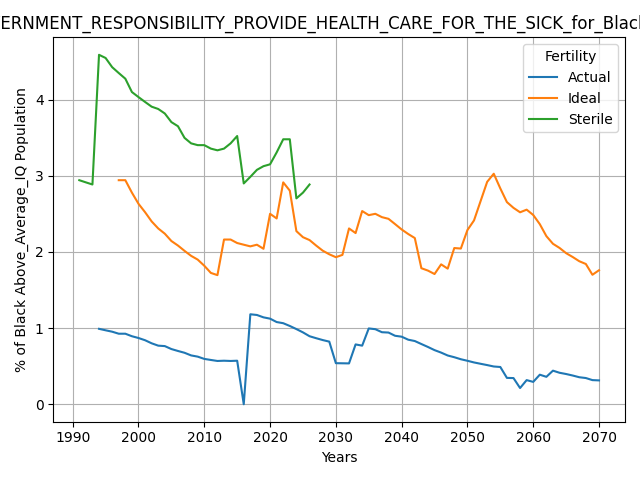 ERNMENT_RESPONSIBILITY_PROVIDE_HEALTH_CARE_FOR_THE_SICK_for_Black
Fertility
Actual
Ideal
Sterile
% of Black Above_Average_IQ Population
4
3
2
1
0
1990 2000 2010 2020 2030 2040 2050 2060 2070
Years